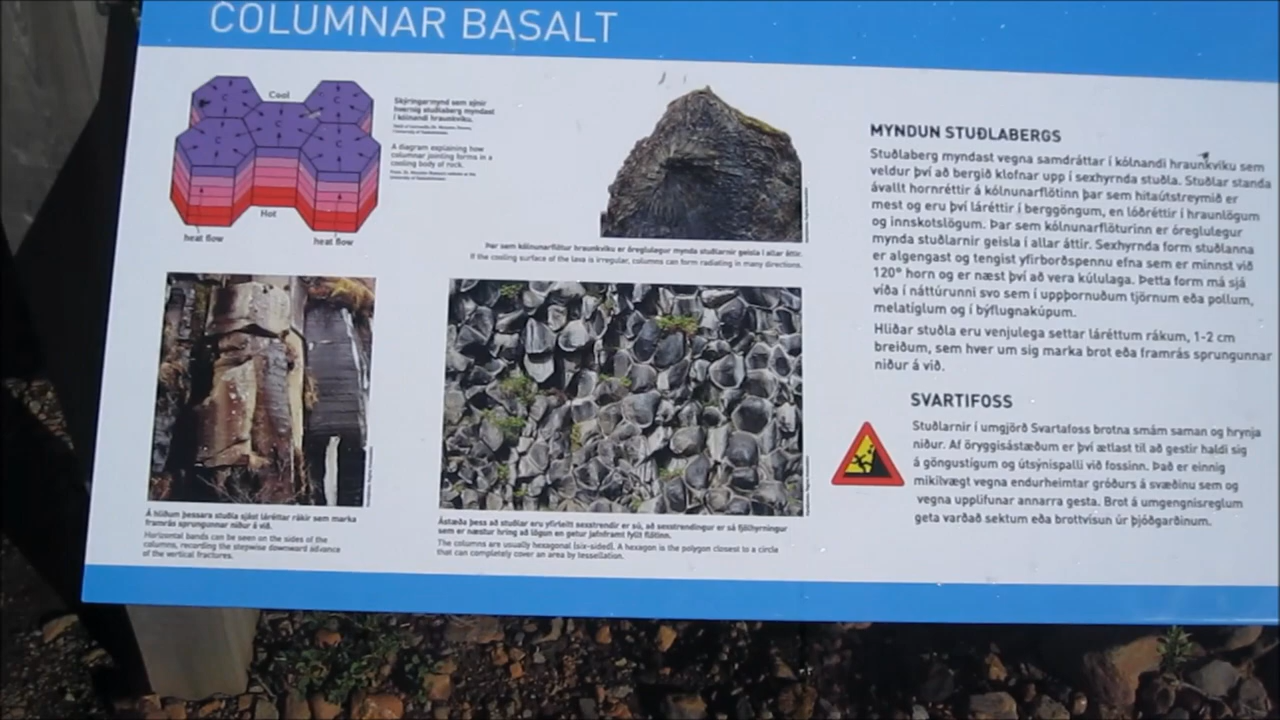 COLUMNAR BASALT
Cool
C
C
C
C
C
Hot
heat flow
heat flow
Skýringarmynd sem sýnir
hvernig stuðlaberg myndast
í kólnandi hraunkviku.
A diagram explaining how
columnar jointing forms in a
cooling body of rock.
Þar sem kólnunarflötur hraunkviku er óreglulegur mynda stuðlarnir geisla í allar áttir.
If the cooling surface of the lava is irregular, columns can form radiating in many directions.
Á hliðum þessara stuðla sjást láréttar rákir sem marka
framrás sprungunnar niður á við.
Horizontal bands can be seen on the sides of the
columns, recording the stepwise downward advance
of the vertical fractures.
Ástæða þess að stuðlar eru yfirleitt sexstrendir er sú, að sexstrendingur er sá fjölhyrningur
sem er næstur hring að lögun en getur jafnframt fyllt flötinn.
The columns are usually hexagonal (six-sided). A hexagon is the polygon closest to a circle
that can completely cover an area by tessellation.
MYNDUN STUÐLABERGS
Stuðlaberg myndast vegna samdráttar í kólnandi hraunkviku sem
veldur því að bergið klofnar upp í sexhyrnda stuðla. Stuðlar standa
ávallt hornréttir á kólnunarflötinn þar sem hitaútstreymið er
mest og eru því láréttir í berggöngum, en lóðréttir í hraunlögum
og innskotslögum. Þar sem kólnunarflöturinn er óreglulegur
mynda stuðlarnir geisla í allar áttir. Sexhyrnda form stuðlanna
er algengast og tengist yfirborðspennu efna sem er minnst við
120° horn og er næst því að vera kúlulaga. Þetta form má sjá
víða í náttúrunni svo sem í uppþornuðum tjörnum eða pollum,
melatíglum og í býflugnakúpum.
Hliðar stuðla eru venjulega settar láréttum rákum, 1-2 cm
breiðum, sem hver um sig marka brot eða framrás sprungunnar
niður á við.
SVARTIFOSS
Stuðlarnir í umgjörð Svartafoss brotna smám saman og hrynja
niður. Af öryggisástæðum er því ætlast til að gestir haldi sig
á göngustígum og útsýnispalli við fossinn. Það er einnig
mikilvægt vegna endurheimtar gróðurs á svæðinu sem og
vegna upplifunar annarra gesta. Brot á umgengnisreglum
geta varðað sektum eða brottvísun úr þjóðgarðinum.